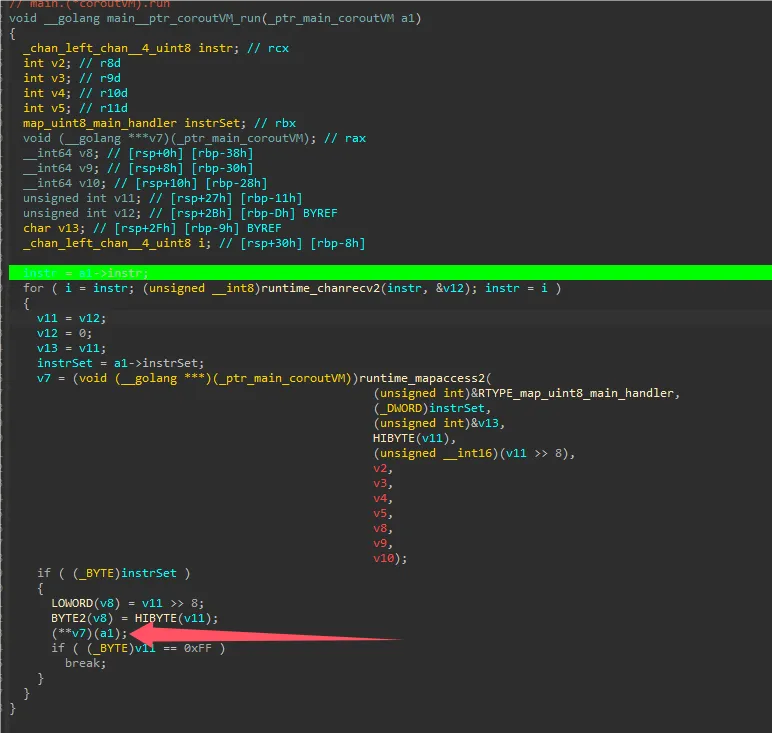 // main.(*coroutVM).run
void __golang main__ptr_coroutVM_run(_ptr_main_coroutVM a1)
{
_chan_left_chan__4_uint8 instr; // rcx
int v2; // r8d
int v3; // r9d
int v4; // r10d
int v5; // r11d
map_uint8_main_handler instrSet; // rbx
void (__golang ***v7)(_ptr_main_coroutVM); // rax
__int64 v8; // [rsp+0h] [rbp-38h]
__int64 v9; // [rsp+8h] [rbp-30h]
__int64 v10; // [rsp+10h] [rbp-28h]
unsigned int v11; // [rsp+27h] [rbp-11h]
unsigned int v12; // [rsp+2Bh] [rbp-Dh] BYREF
char v13; // [rsp+2Fh] [rbp-9h] BYREF
_chan_left_chan__4_uint8 i; // [rsp+30h] [rbp-8h]
instr = a1->instr;
for ( i = instr; (unsigned __int8)runtime_chanrecv2(instr, &v12); instr = i )
{
v11 = v12;
v12 = 0;
v13 = v11;
instrSet = a1->instrSet;
v7 = (void (__golang ***)(_ptr_main_coroutVM))runtime_mapaccess2(
(unsigned int)&RTYPE_map_uint8_main_handler,
(_DWORD)instrSet,
(unsigned int)&v13,
HIBYTE(v11),
(unsigned __int16)(v11 >> 8),
v2,
v3,
v4,
v5,
v8,
v9,
v10);
if ( (_BYTE)instrSet )
{
LOWORD(v8) = v11 >> 8;
BYTE2(v8) = HIBYTE(v11);
(**v7)(a1);
if ( (_BYTE)v11 == 0xFF )
break;
}
}
}